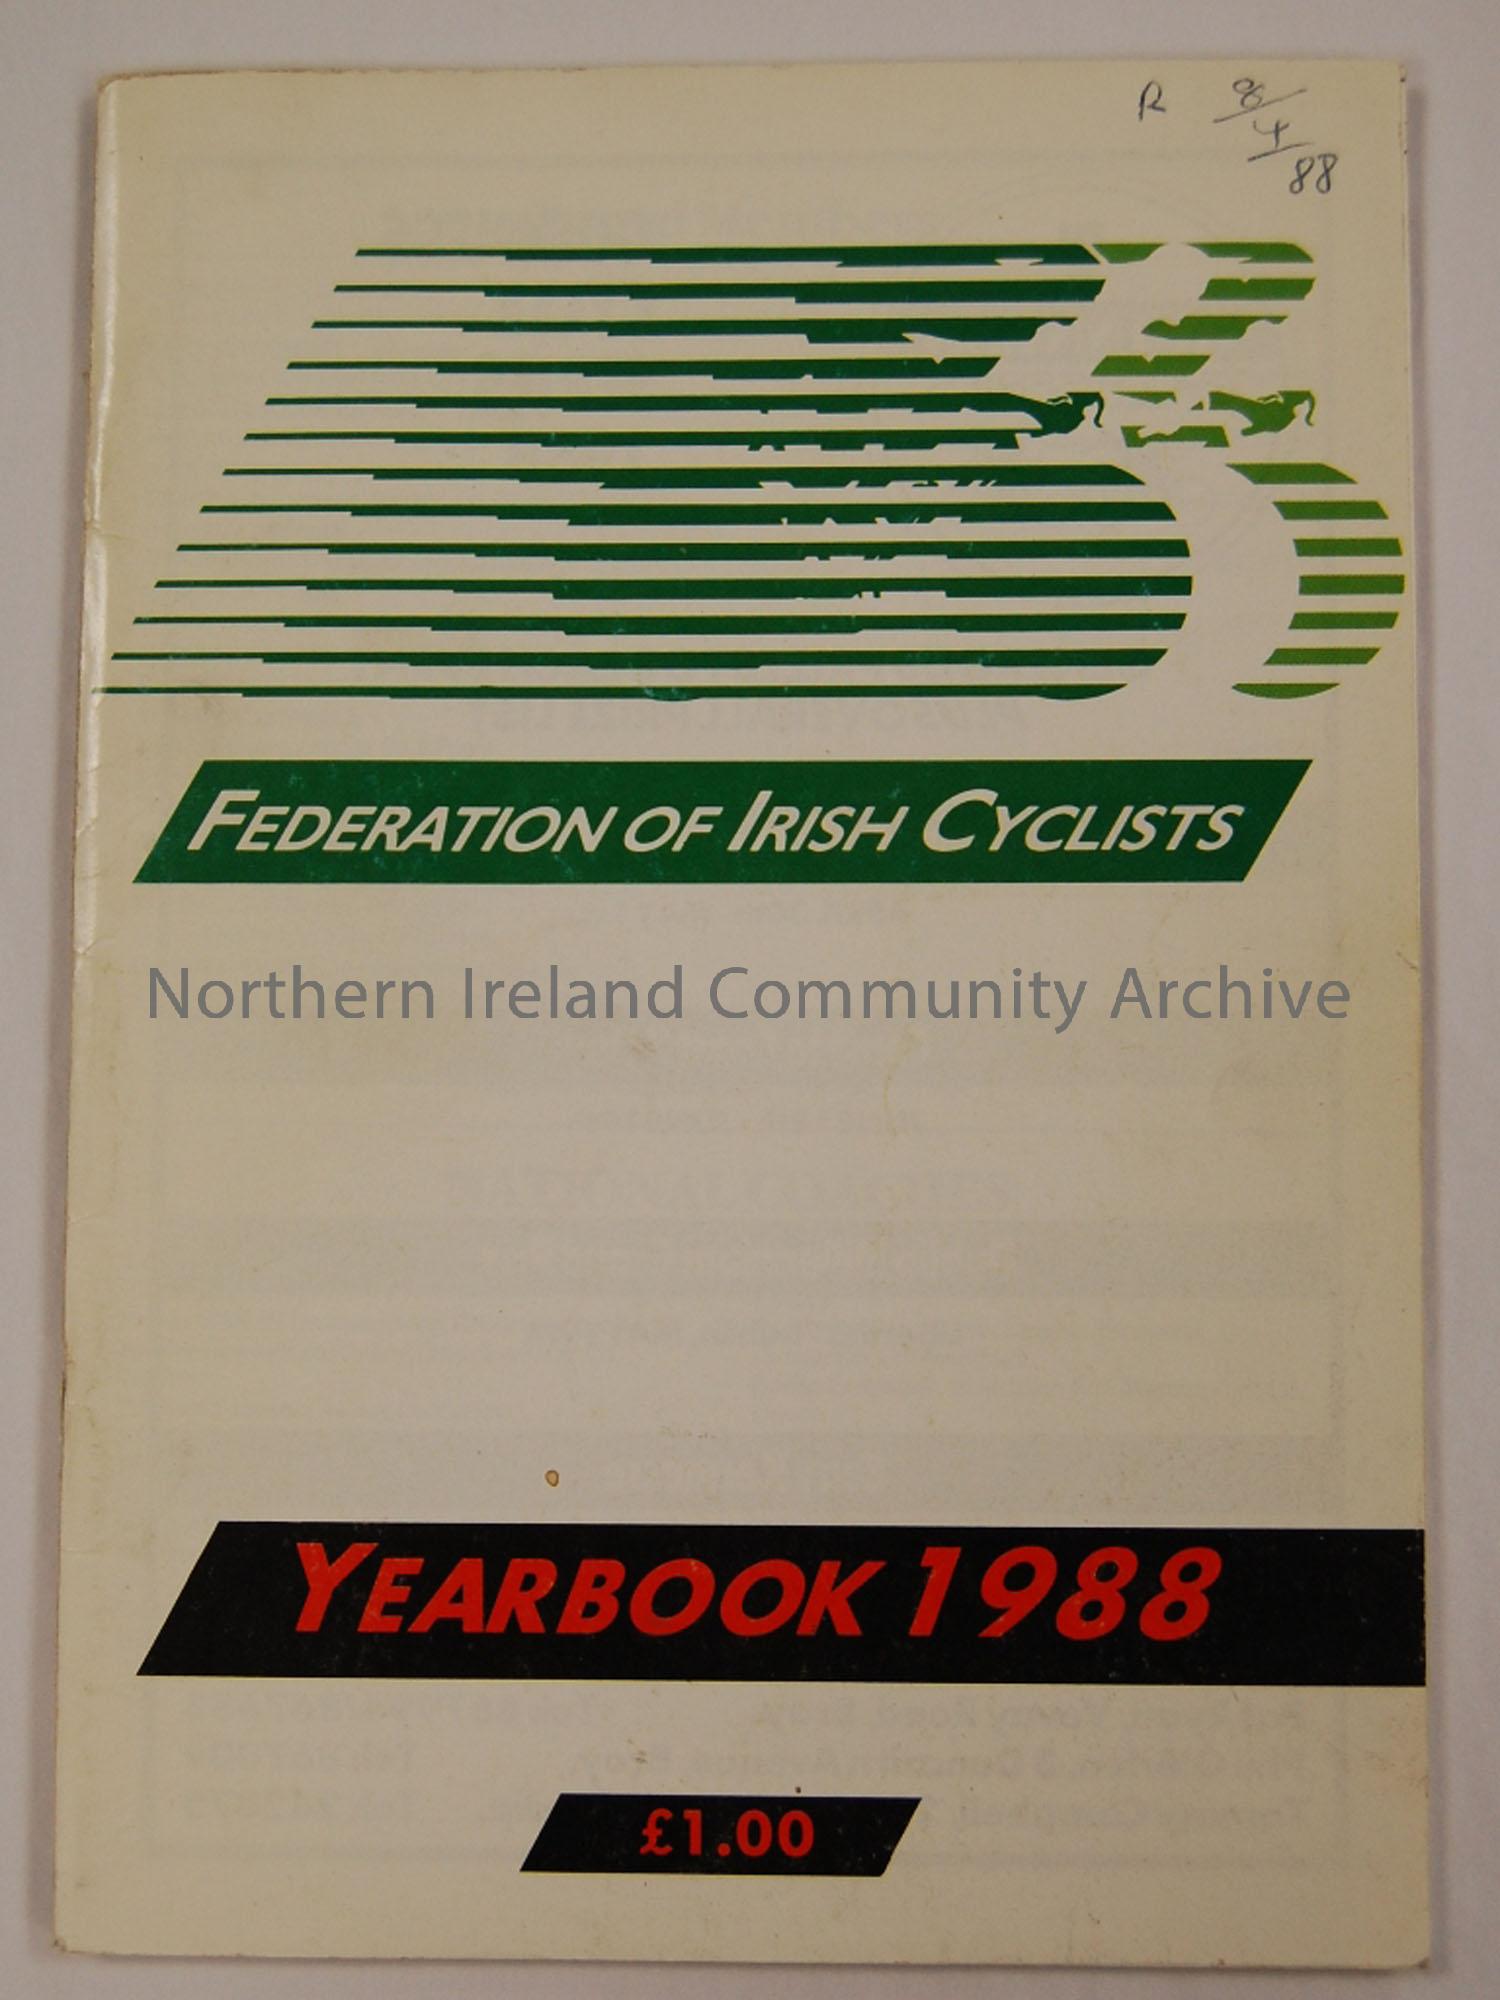 R 8/4/88
FEDERATION OF IRISH CYCLISTS
Northern Ireland Community Archive
YEARBOOK 1988
£1.00